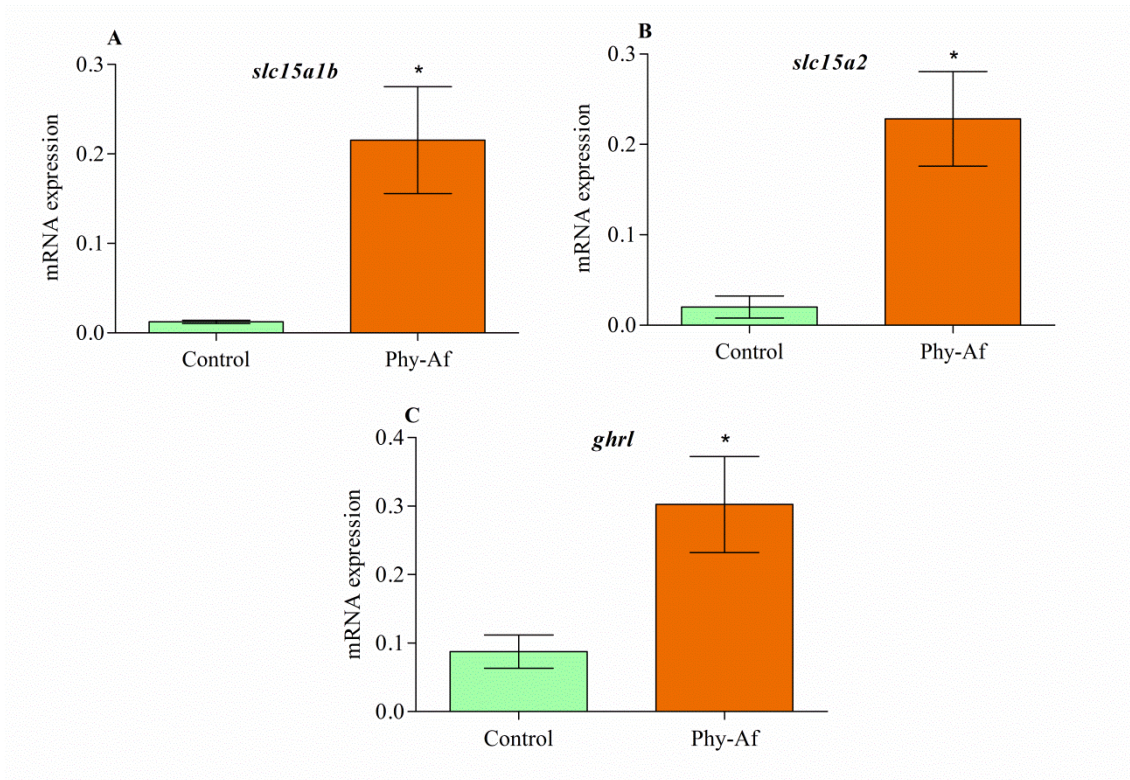 A
slc15a1b
*
mRNA expression
0.3
0.2
0.1
0.0
Control
Phy-Af
B
slc15a2
*
mRNA expression
0.3
0.2
0.1
0.0
Control
Phy-Af
C
ghrl
*
mRNA expression
0.4
0.3
0.2
0.1
0.0
Control
Phy-Af